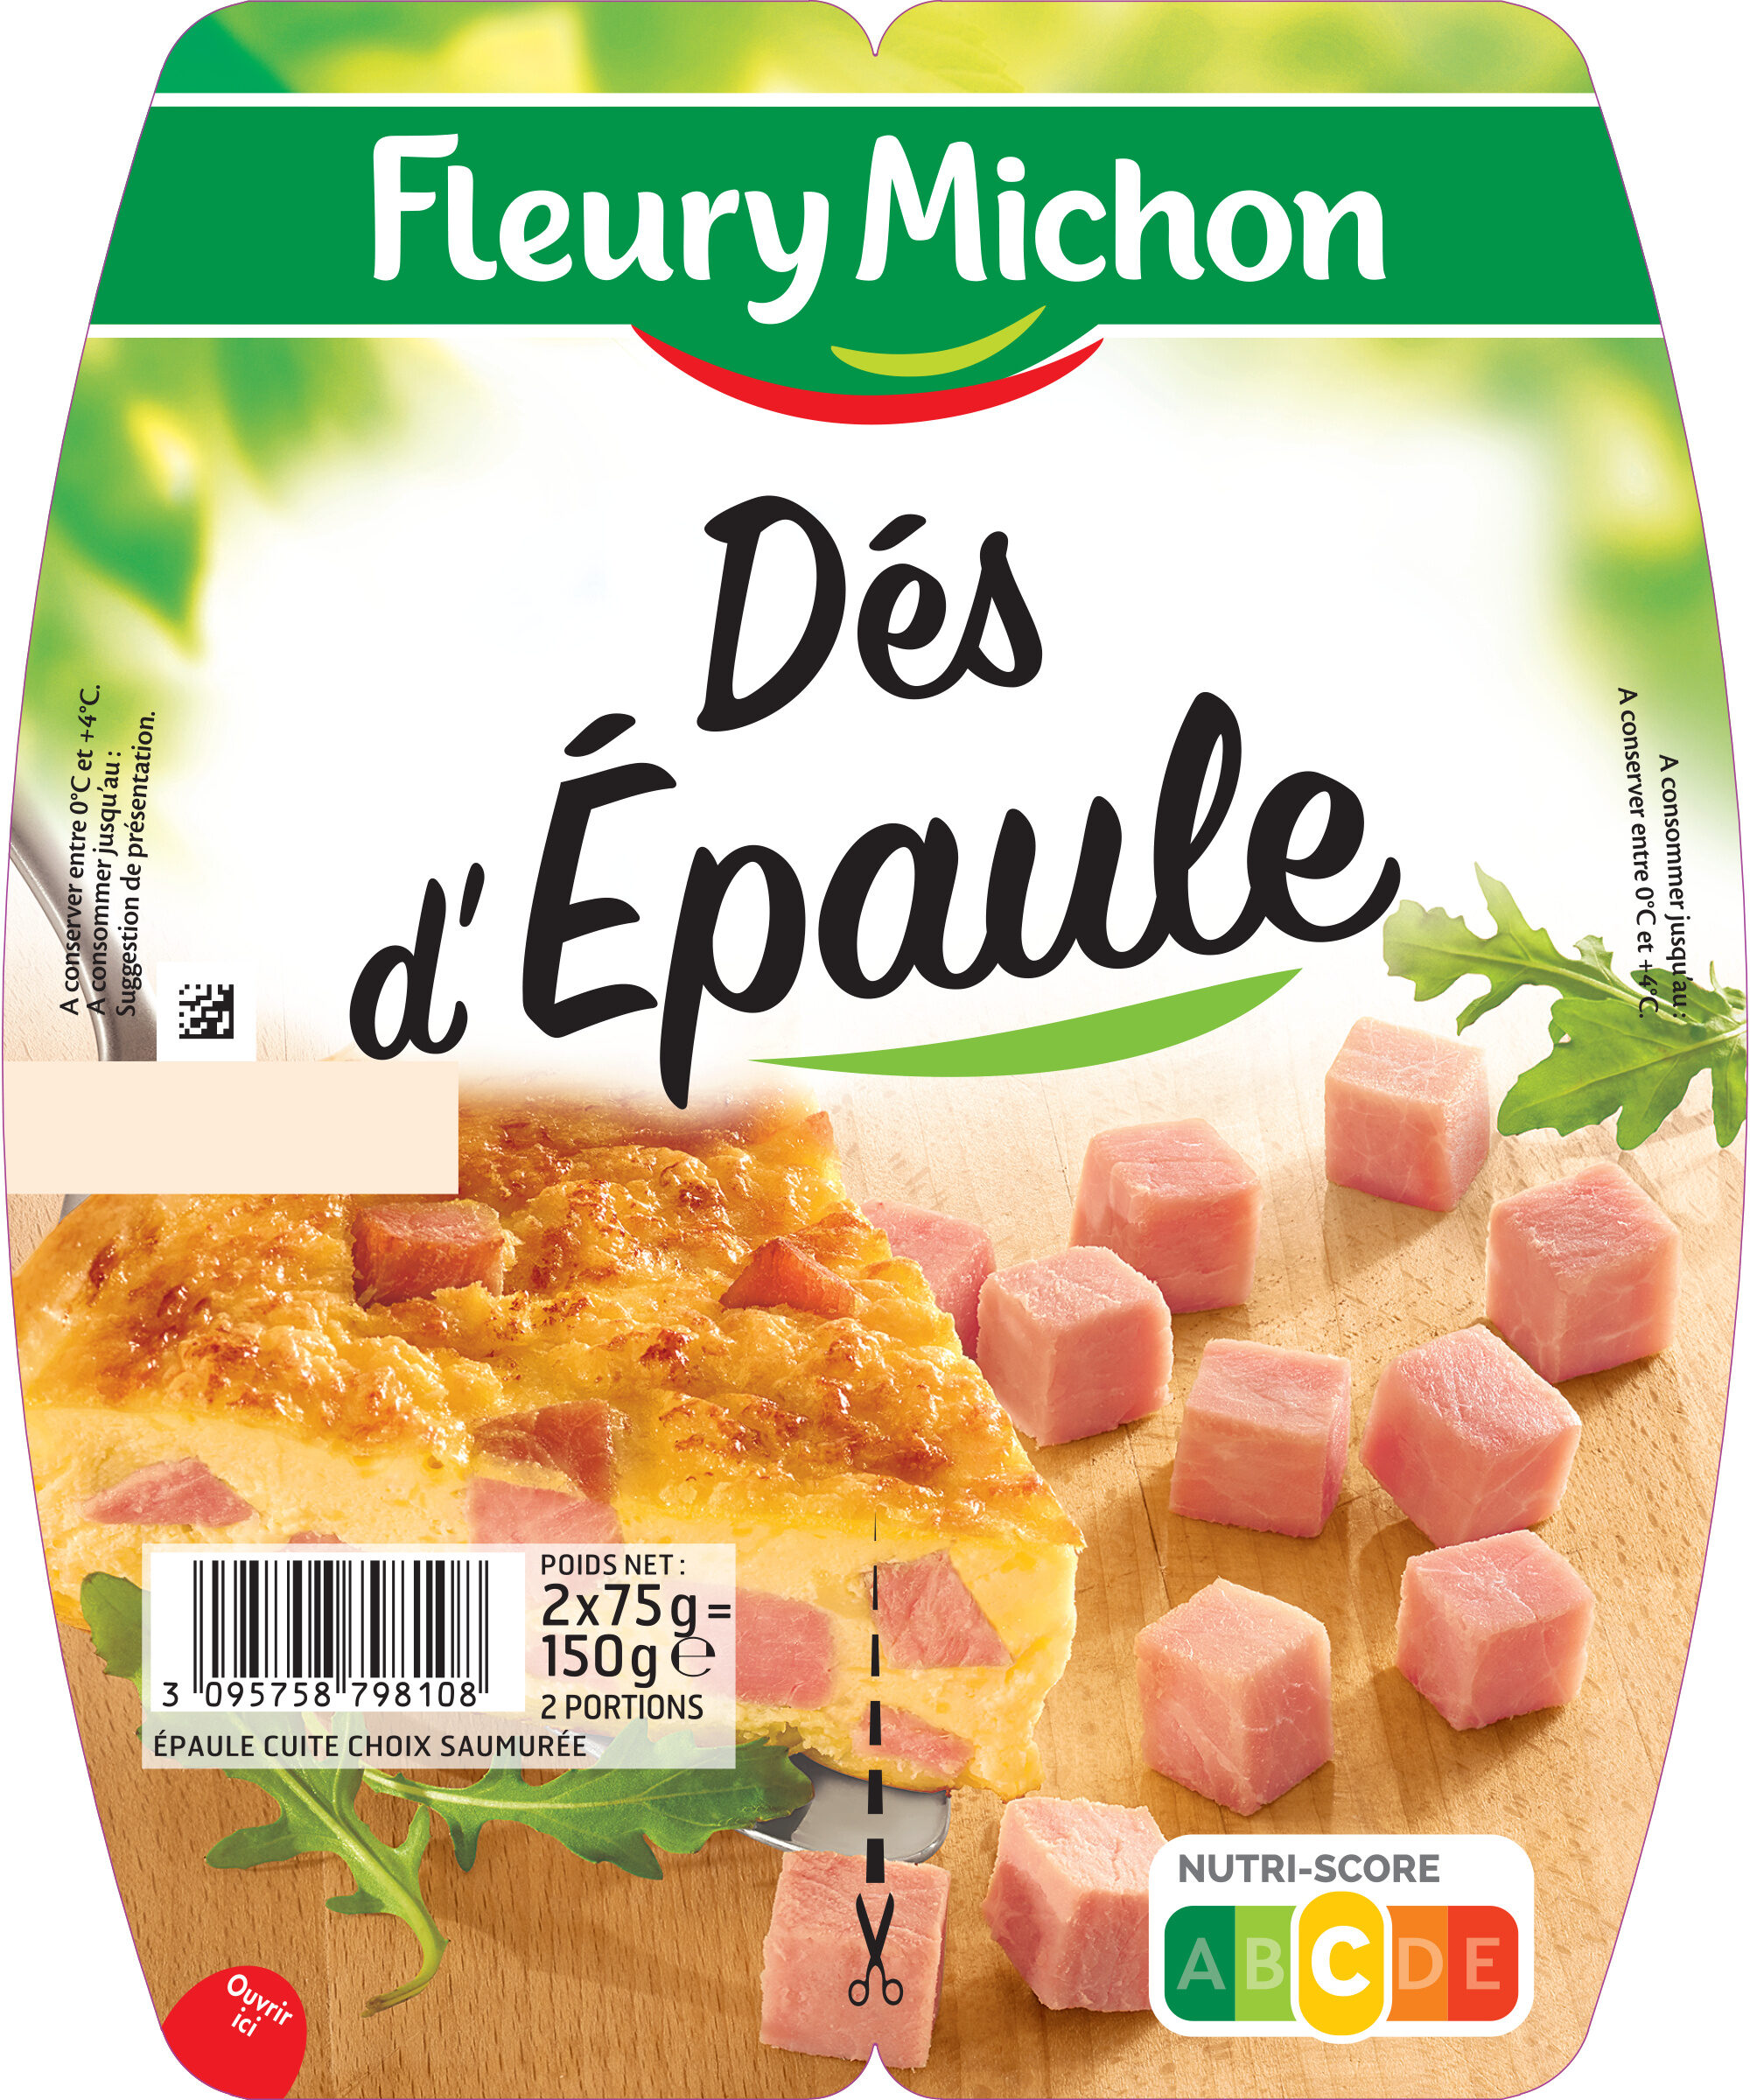 Fleury Michon
Dés
d'Épaule
A conserver entre 0°C et +4°C.
A consommer jusqu'au :
Suggestion de présentation.
A consommer jusqu'au :
A conserver entre 0°C et +4°C.
POIDS NET :
2x75g=
150g e
2 PORTIONS
3 095758 798108
ÉPAULE CUITE CHOIX SAUMURÉE
NUTRI-SCORE
A B C D E
Ouvrir
ici